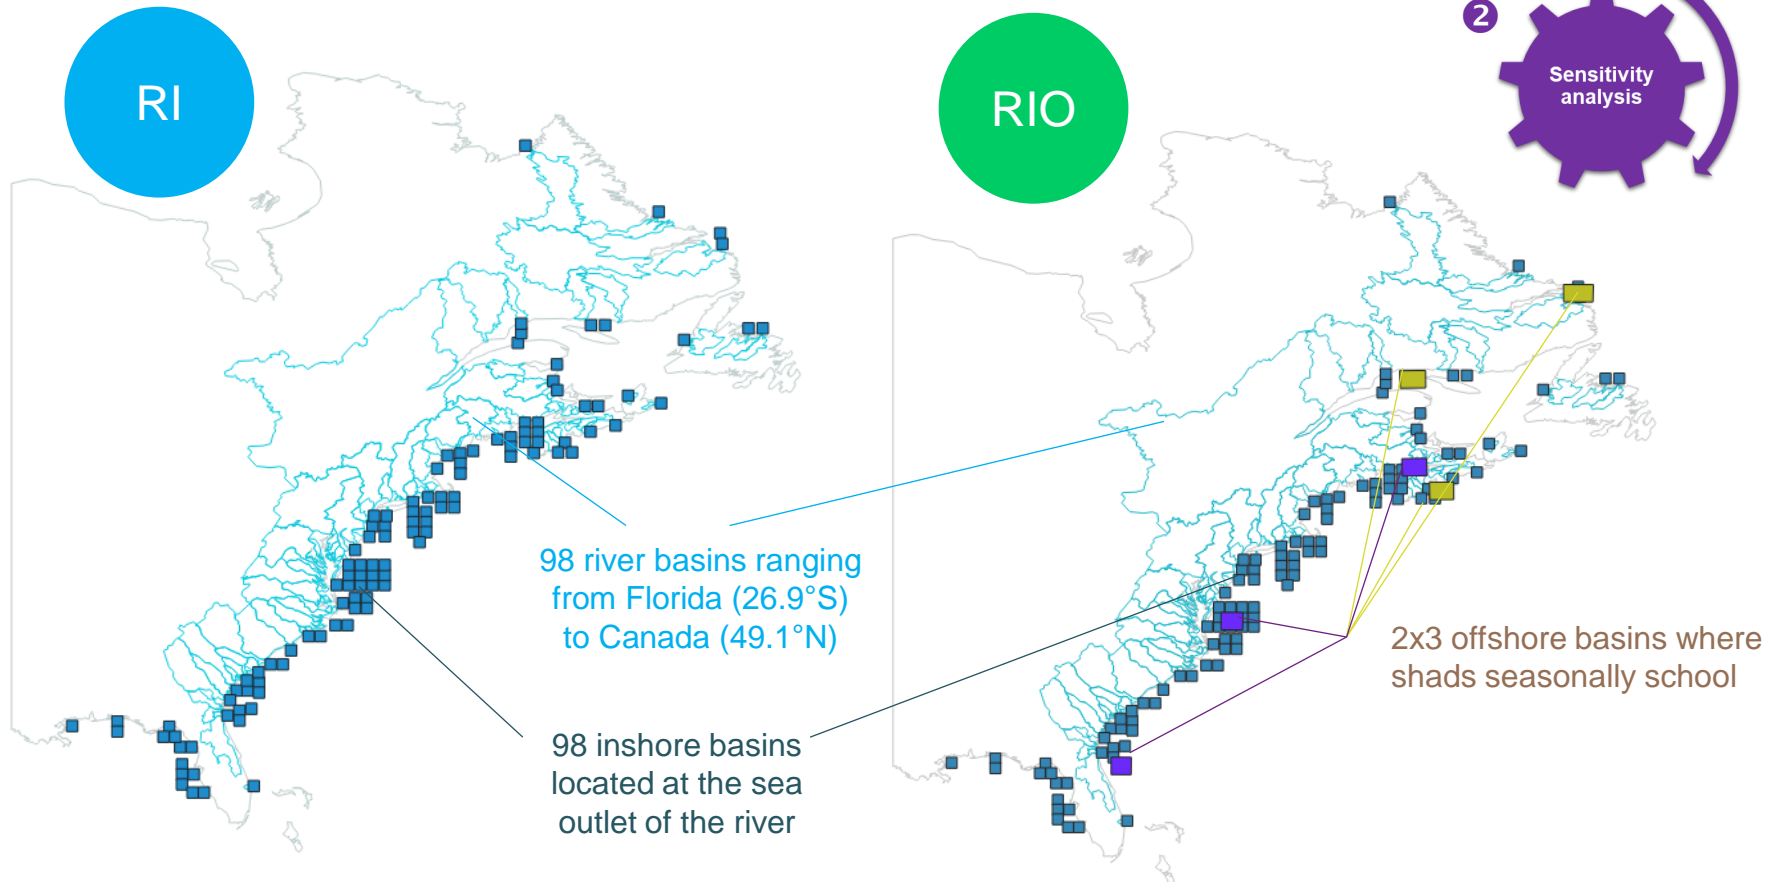 RI
RIO
❷
Sensitivity
analysis
98 river basins ranging
from Florida (26.9°S)
to Canada (49.1°N)
98 inshore basins
located at the sea
outlet of the river
2x3 offshore basins where
shads seasonally school